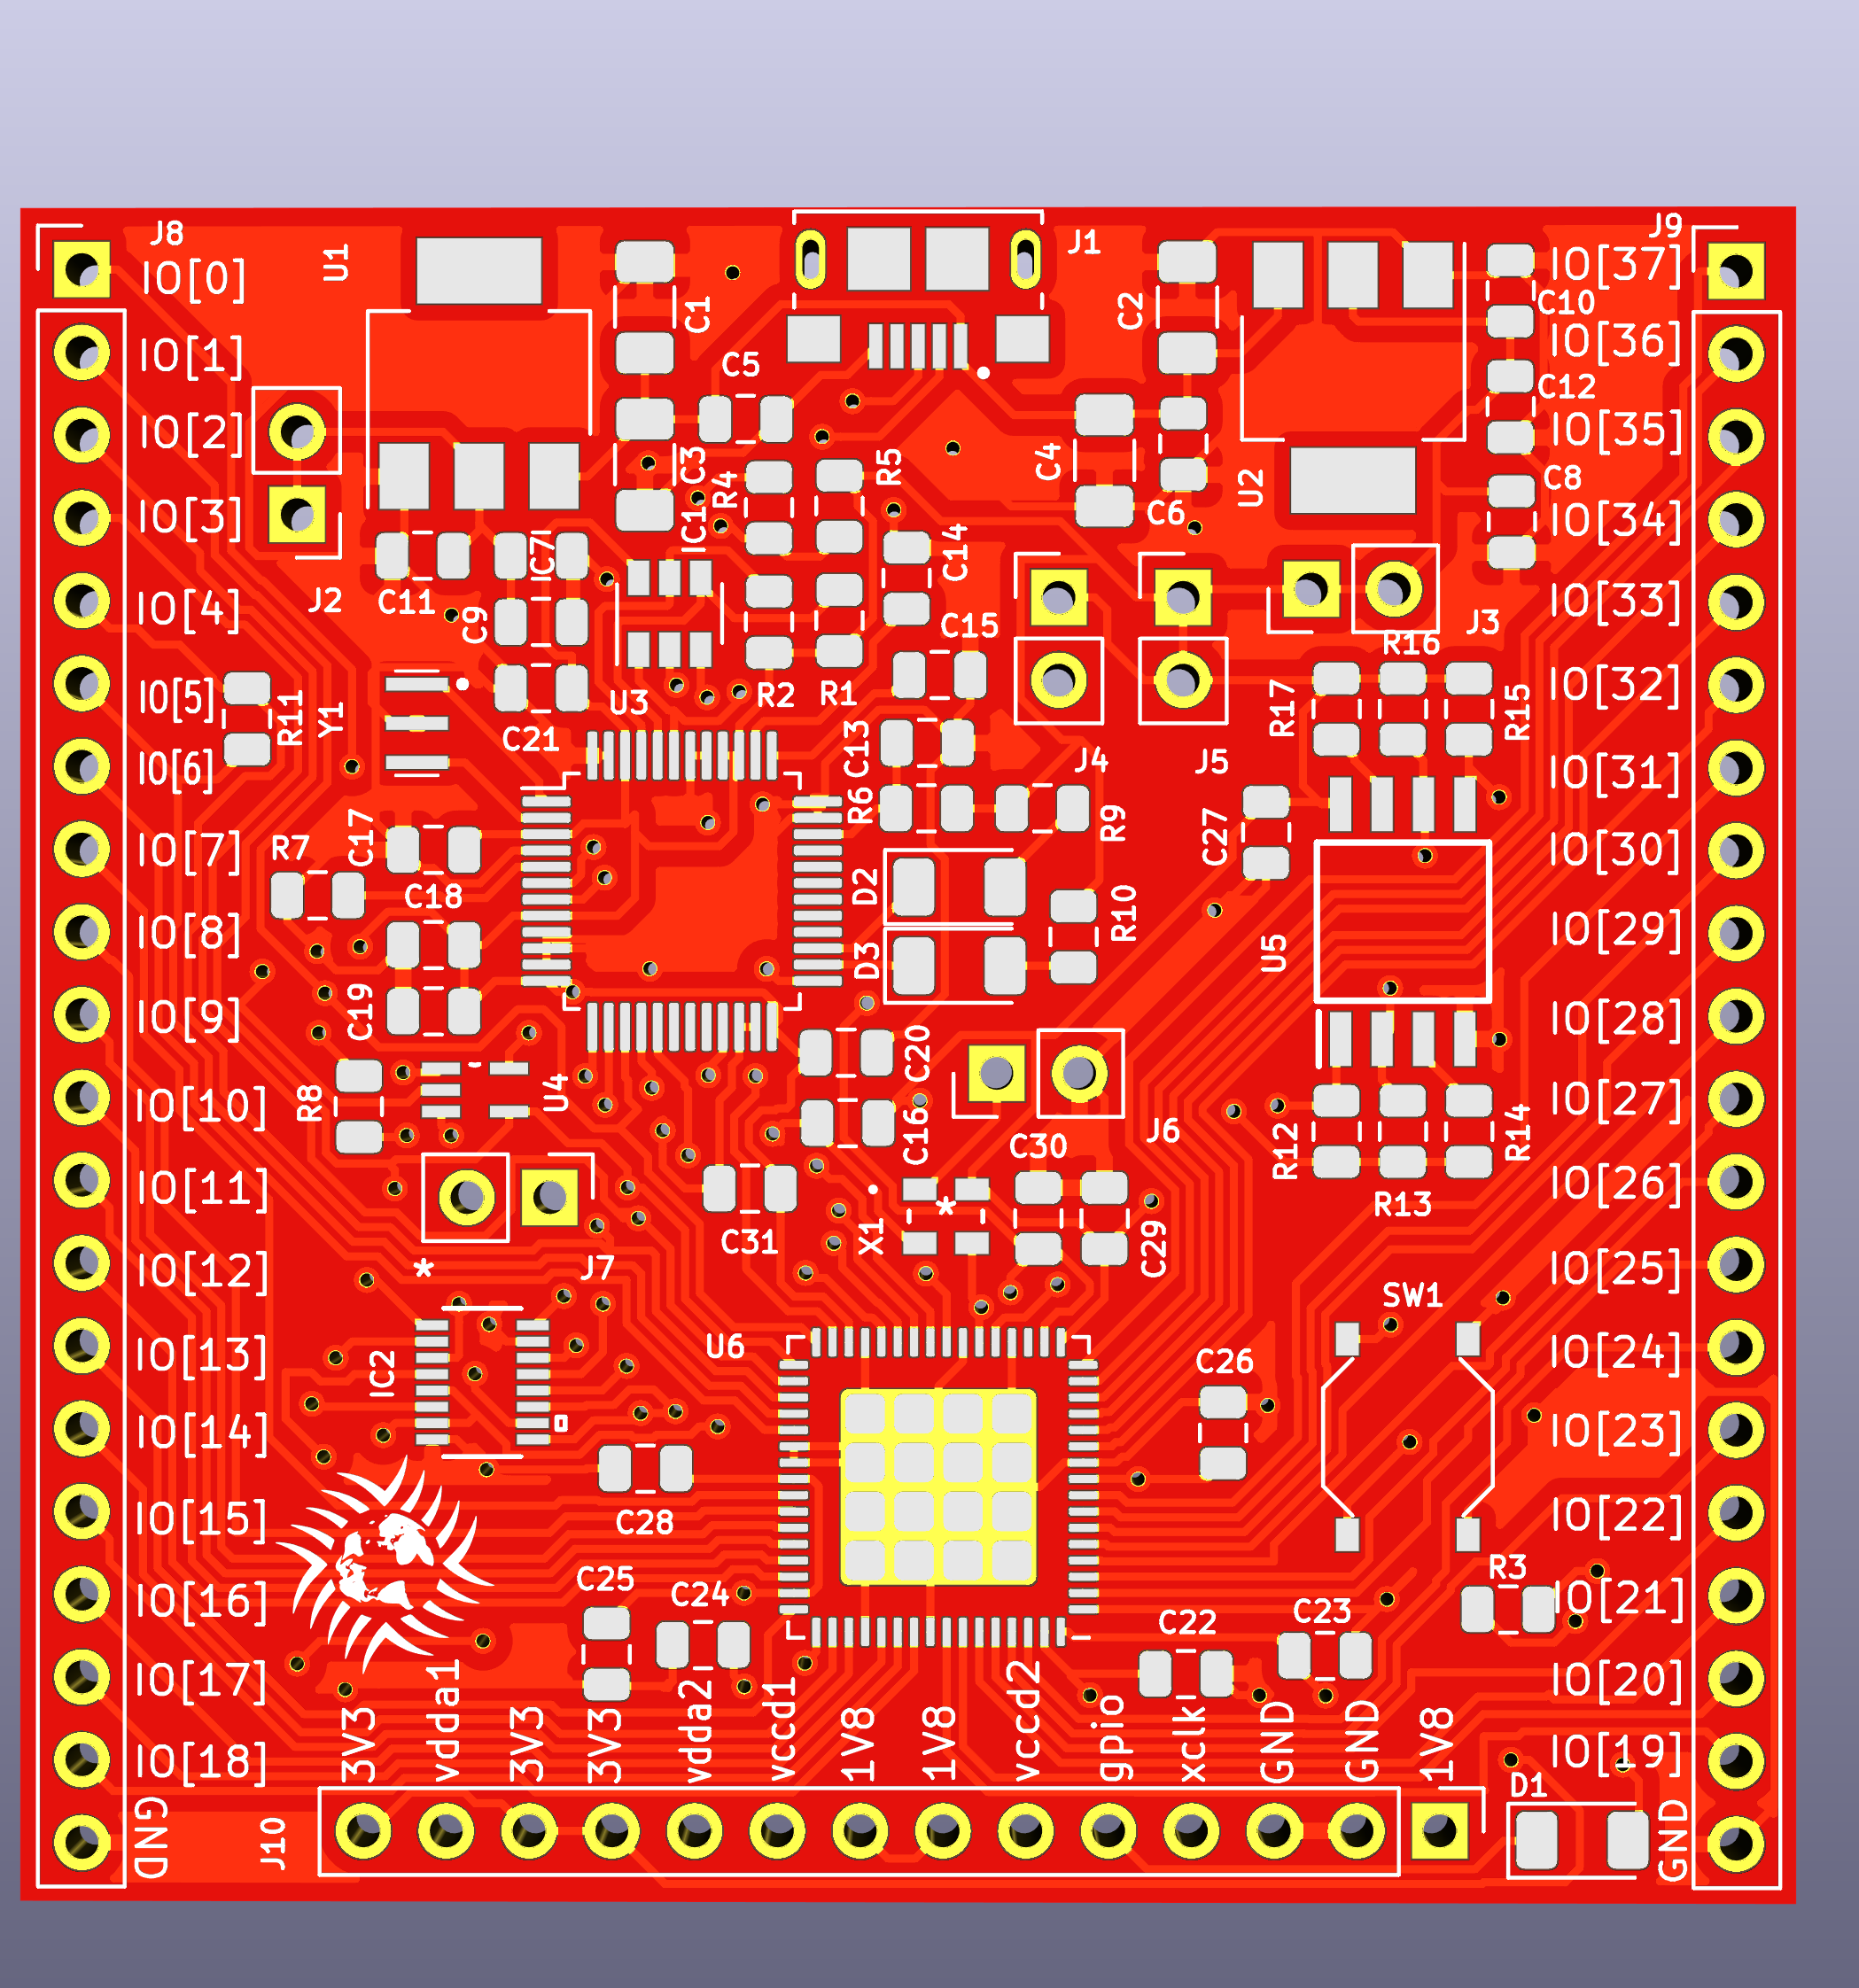 J8
U1
J1
J9
IO[0]
C1
C2
IO[37]
C10
IO[1]
C5
IO[36]
C12
IO[2]
C3
C4
IO[35]
R4
R5
U2
C8
IO[3]
IC1
C6
IO[34]
C7
C14
J2
C11
IO[4]
C9
C15
J3
IO[33]
R16
IO[5]
R11
Y1
U3
R2
R1
R17
R15
IO[32]
C21
C13
J4
J5
IO[6]
IO[31]
R6
R9
C27
IO[7]
R7
C17
IO[30]
C18
D2
R10
IO[8]
D3
U5
IO[29]
IO[9]
C19
C20
IO[28]
IO[10]
R8
U4
C16
J6
IO[27]
C30
R12
R14
IO[11]
R13
IO[26]
*
C31
X1
C29
*
J7
IO[12]
IO[25]
SW1
IO[13]
IC2
U6
C26
IO[24]
IO[14]
IO[23]
IO[15]
C28
IO[22]
C25
C24
R3
IO[16]
C22
C23
IO[21]
IO[17]
IO[20]
IO[18]
3V3
vdda1
3V3
3V3
vdda2
vccd1
1V8
1V8
vccd2
gpio
xclk
GND
GND
1V8
IO[19]
D1
GND
J10
GND